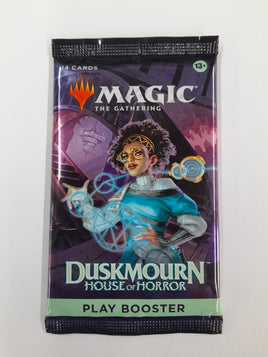 14 CARDS
13+
MAGIC
THE GATHERING
DUSKMOURN
HOUSE OF HORROR
PLAY BOOSTER